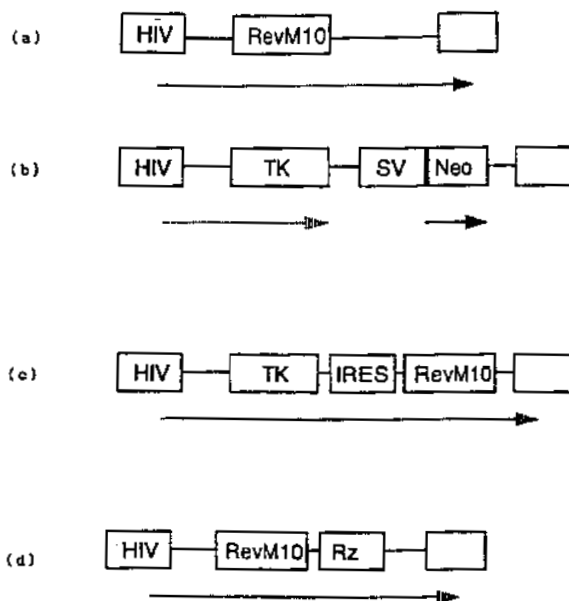 (a) HIV RevM10
(b) HIV TK SV Neo
(c) HIV TK IRES RevM10
(d) HIV RevM10 Rz